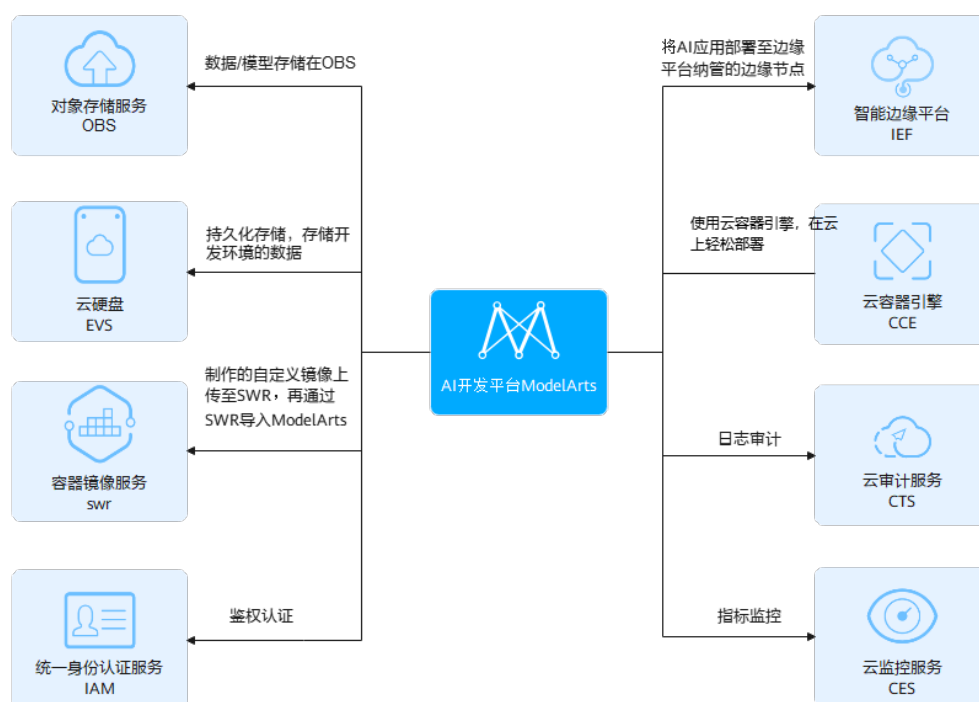 数据/模型存储在OBS
对象存储服务
OBS
持久化存储，存储开
发环境的数据
云硬盘
EVS
制作的自定义镜像上
传至SWR，再通过
SWR导入ModelArts
容器镜像服务
swr
鉴权认证
统一身份认证服务
IAM
AI开发平台ModelArts
将AI应用部署至边缘
平台纳管的边缘节点
智能边缘平台
IEF
使用云容器引擎，在云
上轻松部署
云容器引擎
CCE
日志审计
云审计服务
CTS
指标监控
云监控服务
CES